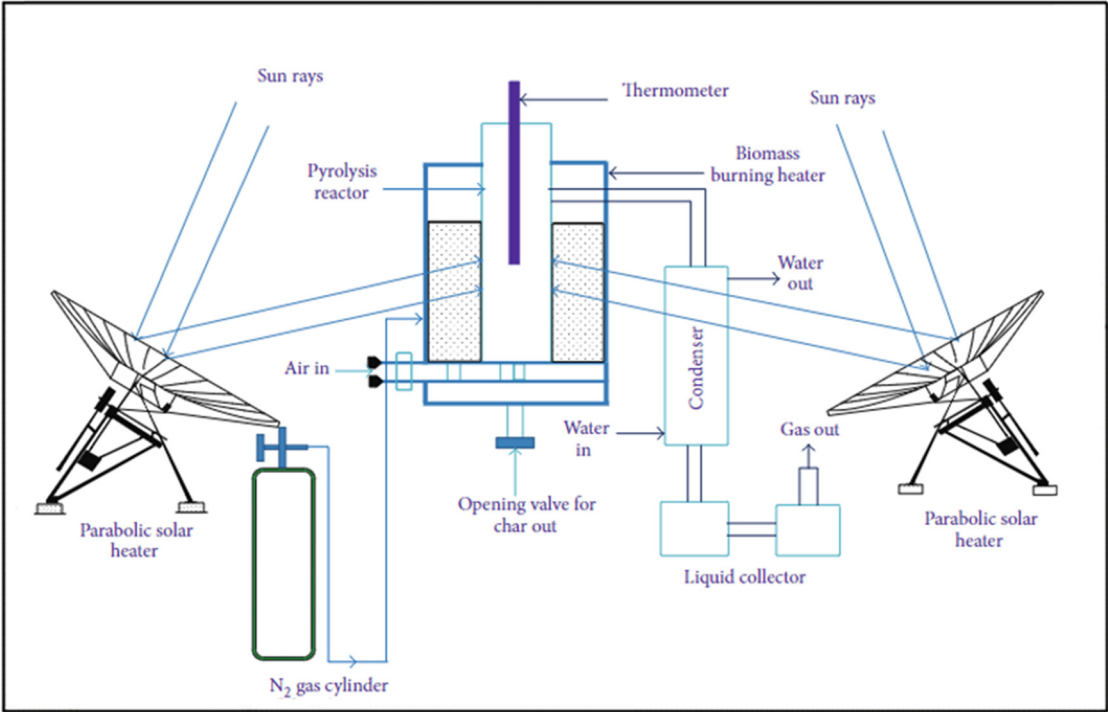 Sun rays
Thermometer
Sun rays
Pyrolysis
reactor
Biomass
burning heater
Water
out
Condenser
Air in
Water
in
Gas out
Opening valve for
char out
Parabolic solar
heater
Parabolic solar
heater
Liquid collector
N₂ gas cylinder